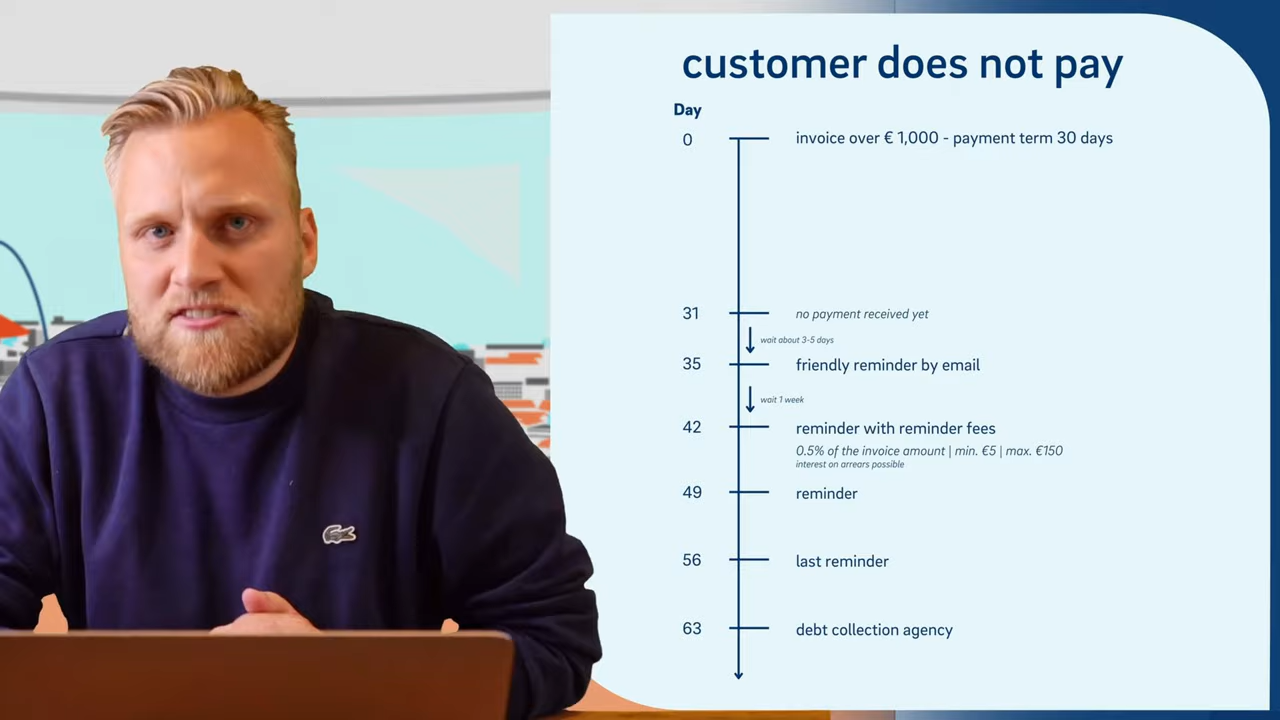 customer does not pay
Day
0 invoice over € 1,000 - payment term 30 days
31 no payment received yet
wait about 3-5 days
35 friendly reminder by email
wait 1 week
42 reminder with reminder fees
0.5% of the invoice amount | min. €5 | max. €150
interest on arrears possible
49 reminder
56 last reminder
63 debt collection agency